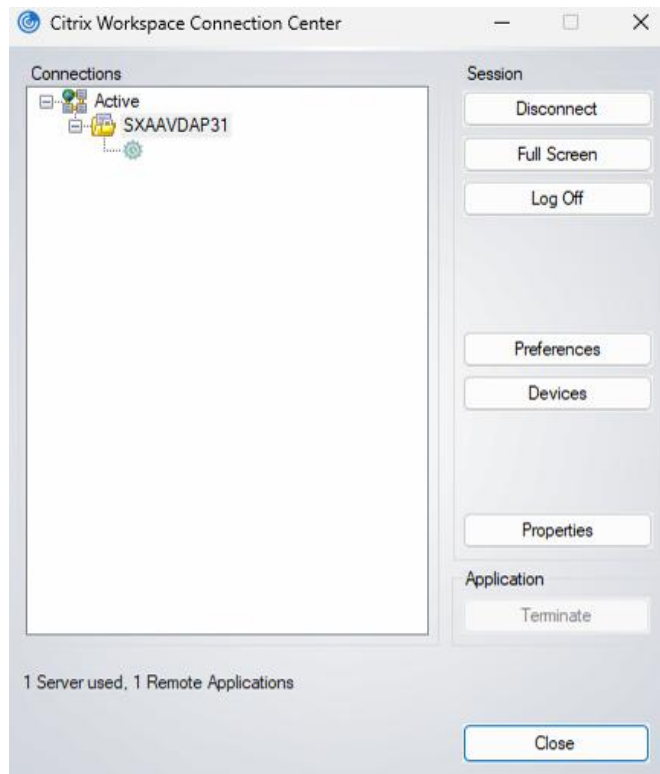 Citrix Workspace Connection Center
Connections
Active
SXAAVDAP31
Session
Disconnect
Full Screen
Log Off
Preferences
Devices
Properties
Application
Terminate
1 Server used, 1 Remote Applications
Close